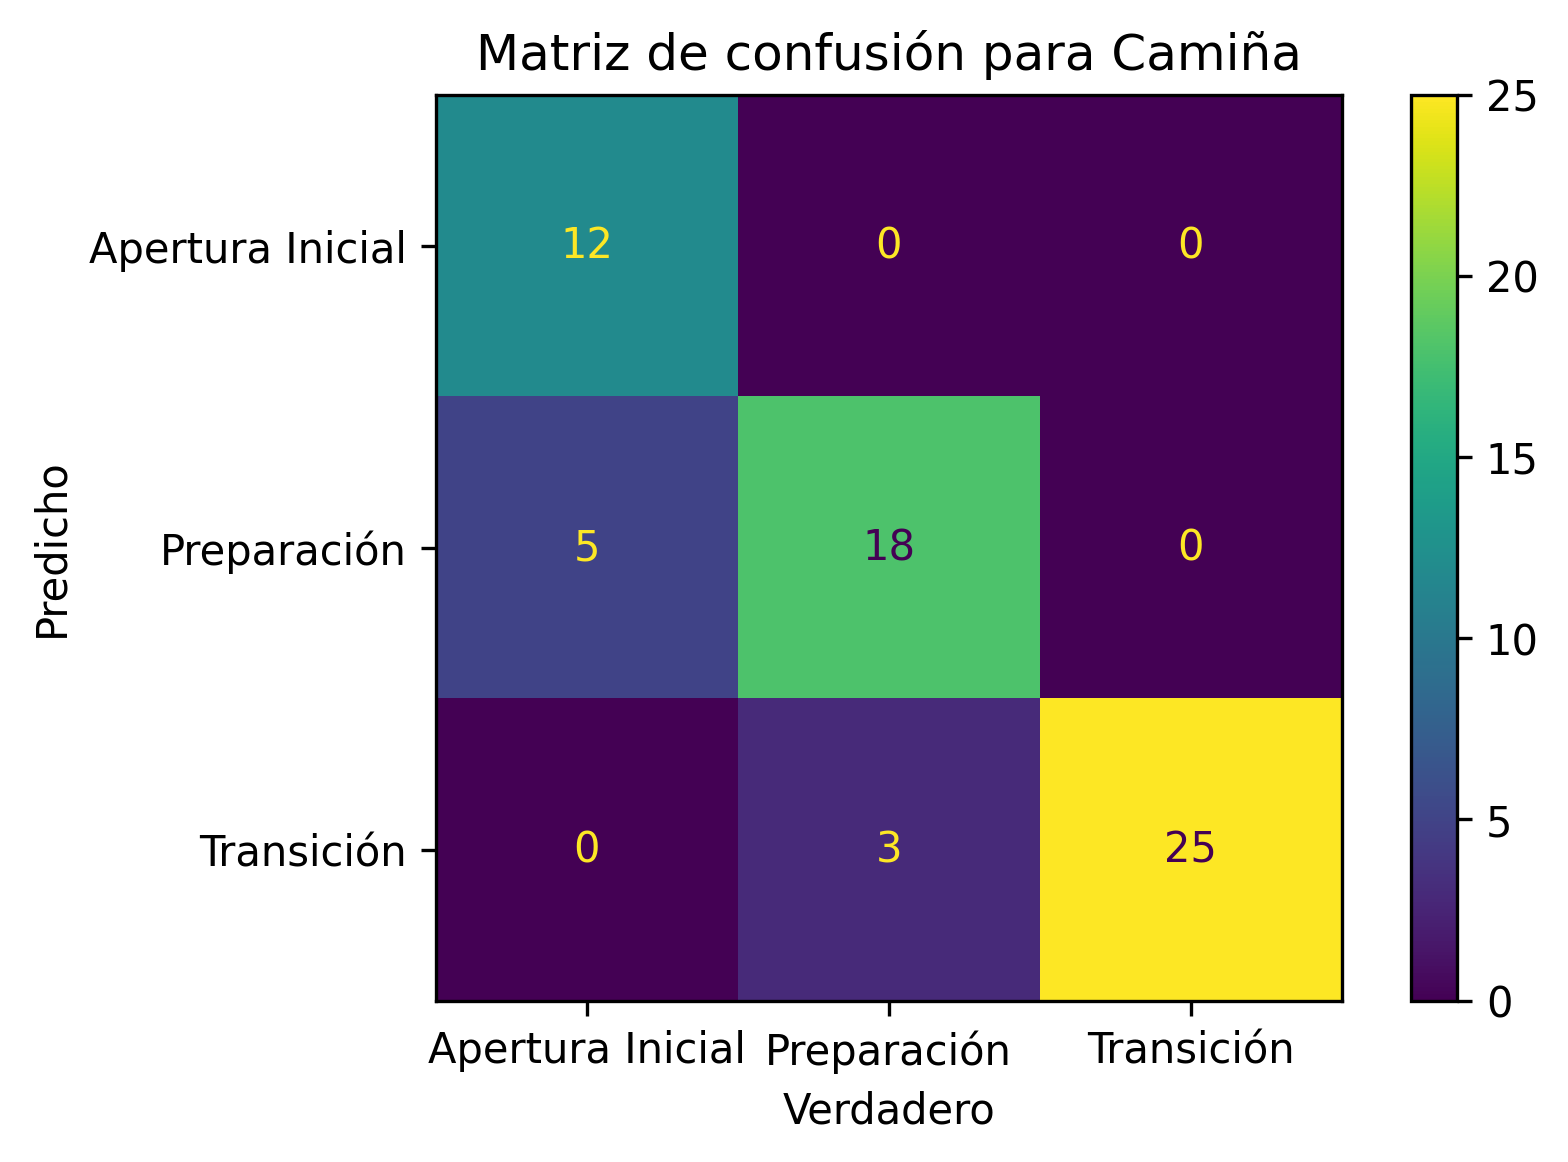 Matriz de confusión para Camiña
Predicho
Apertura Inicial
12
0
0
Preparación
5
18
0
Transición
0
3
25
Apertura Inicial
Preparación
Transición
Verdadero
25
20
15
10
5
0